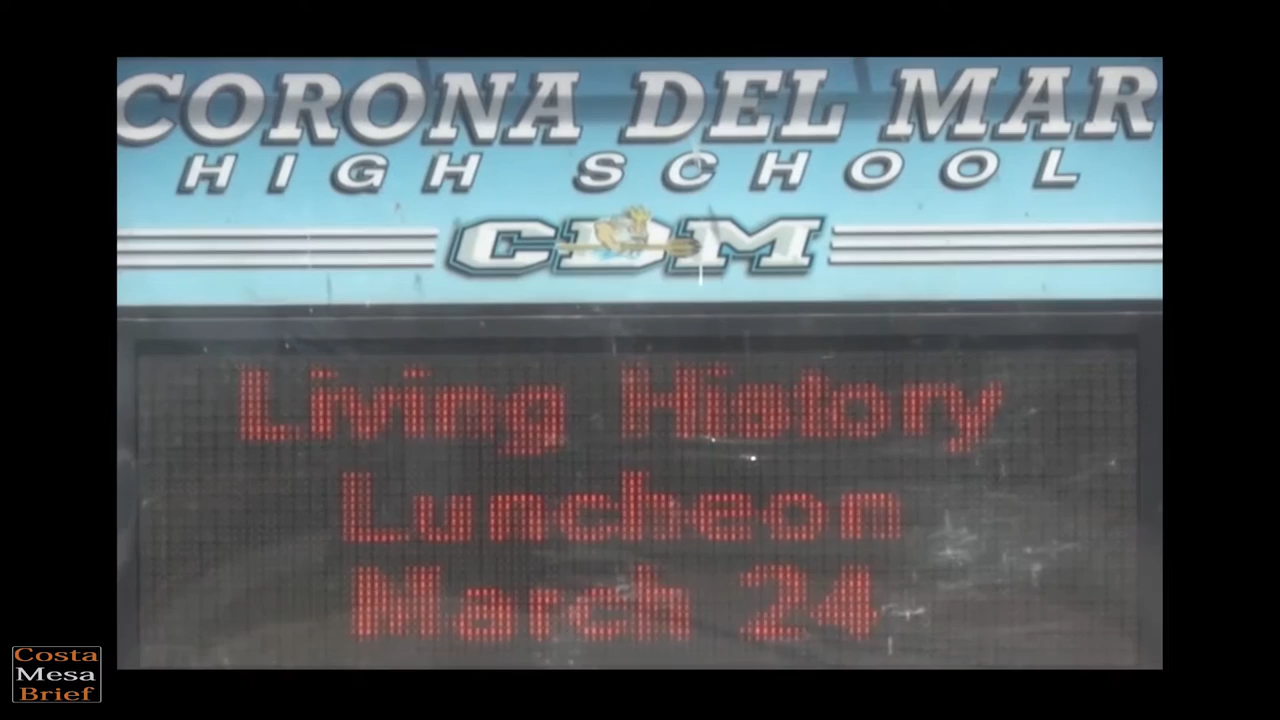 CORONA DEL MAR
HIGH SCHOOL
CDM
Living History
Luncheon
March 24
Costa
Mesa
Brief